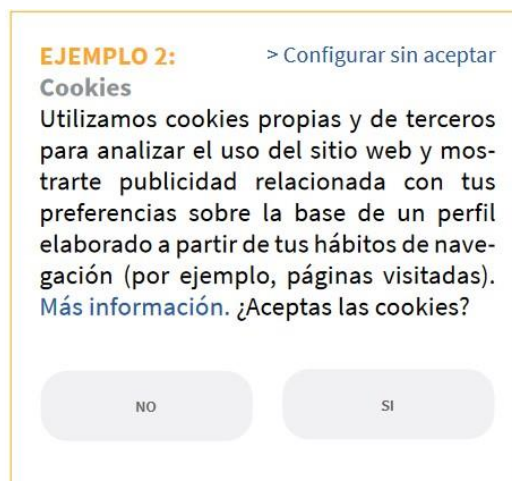 EJEMPLO 2: > Configurar sin aceptar
Cookies
Utilizamos cookies propias y de terceros
para analizar el uso del sitio web y mos-
trarte publicidad relacionada con tus
preferencias sobre la base de un perfil
elaborado a partir de tus hábitos de nave-
gación (por ejemplo, páginas visitadas).
Más información. ¿Aceptas las cookies?
NO SI